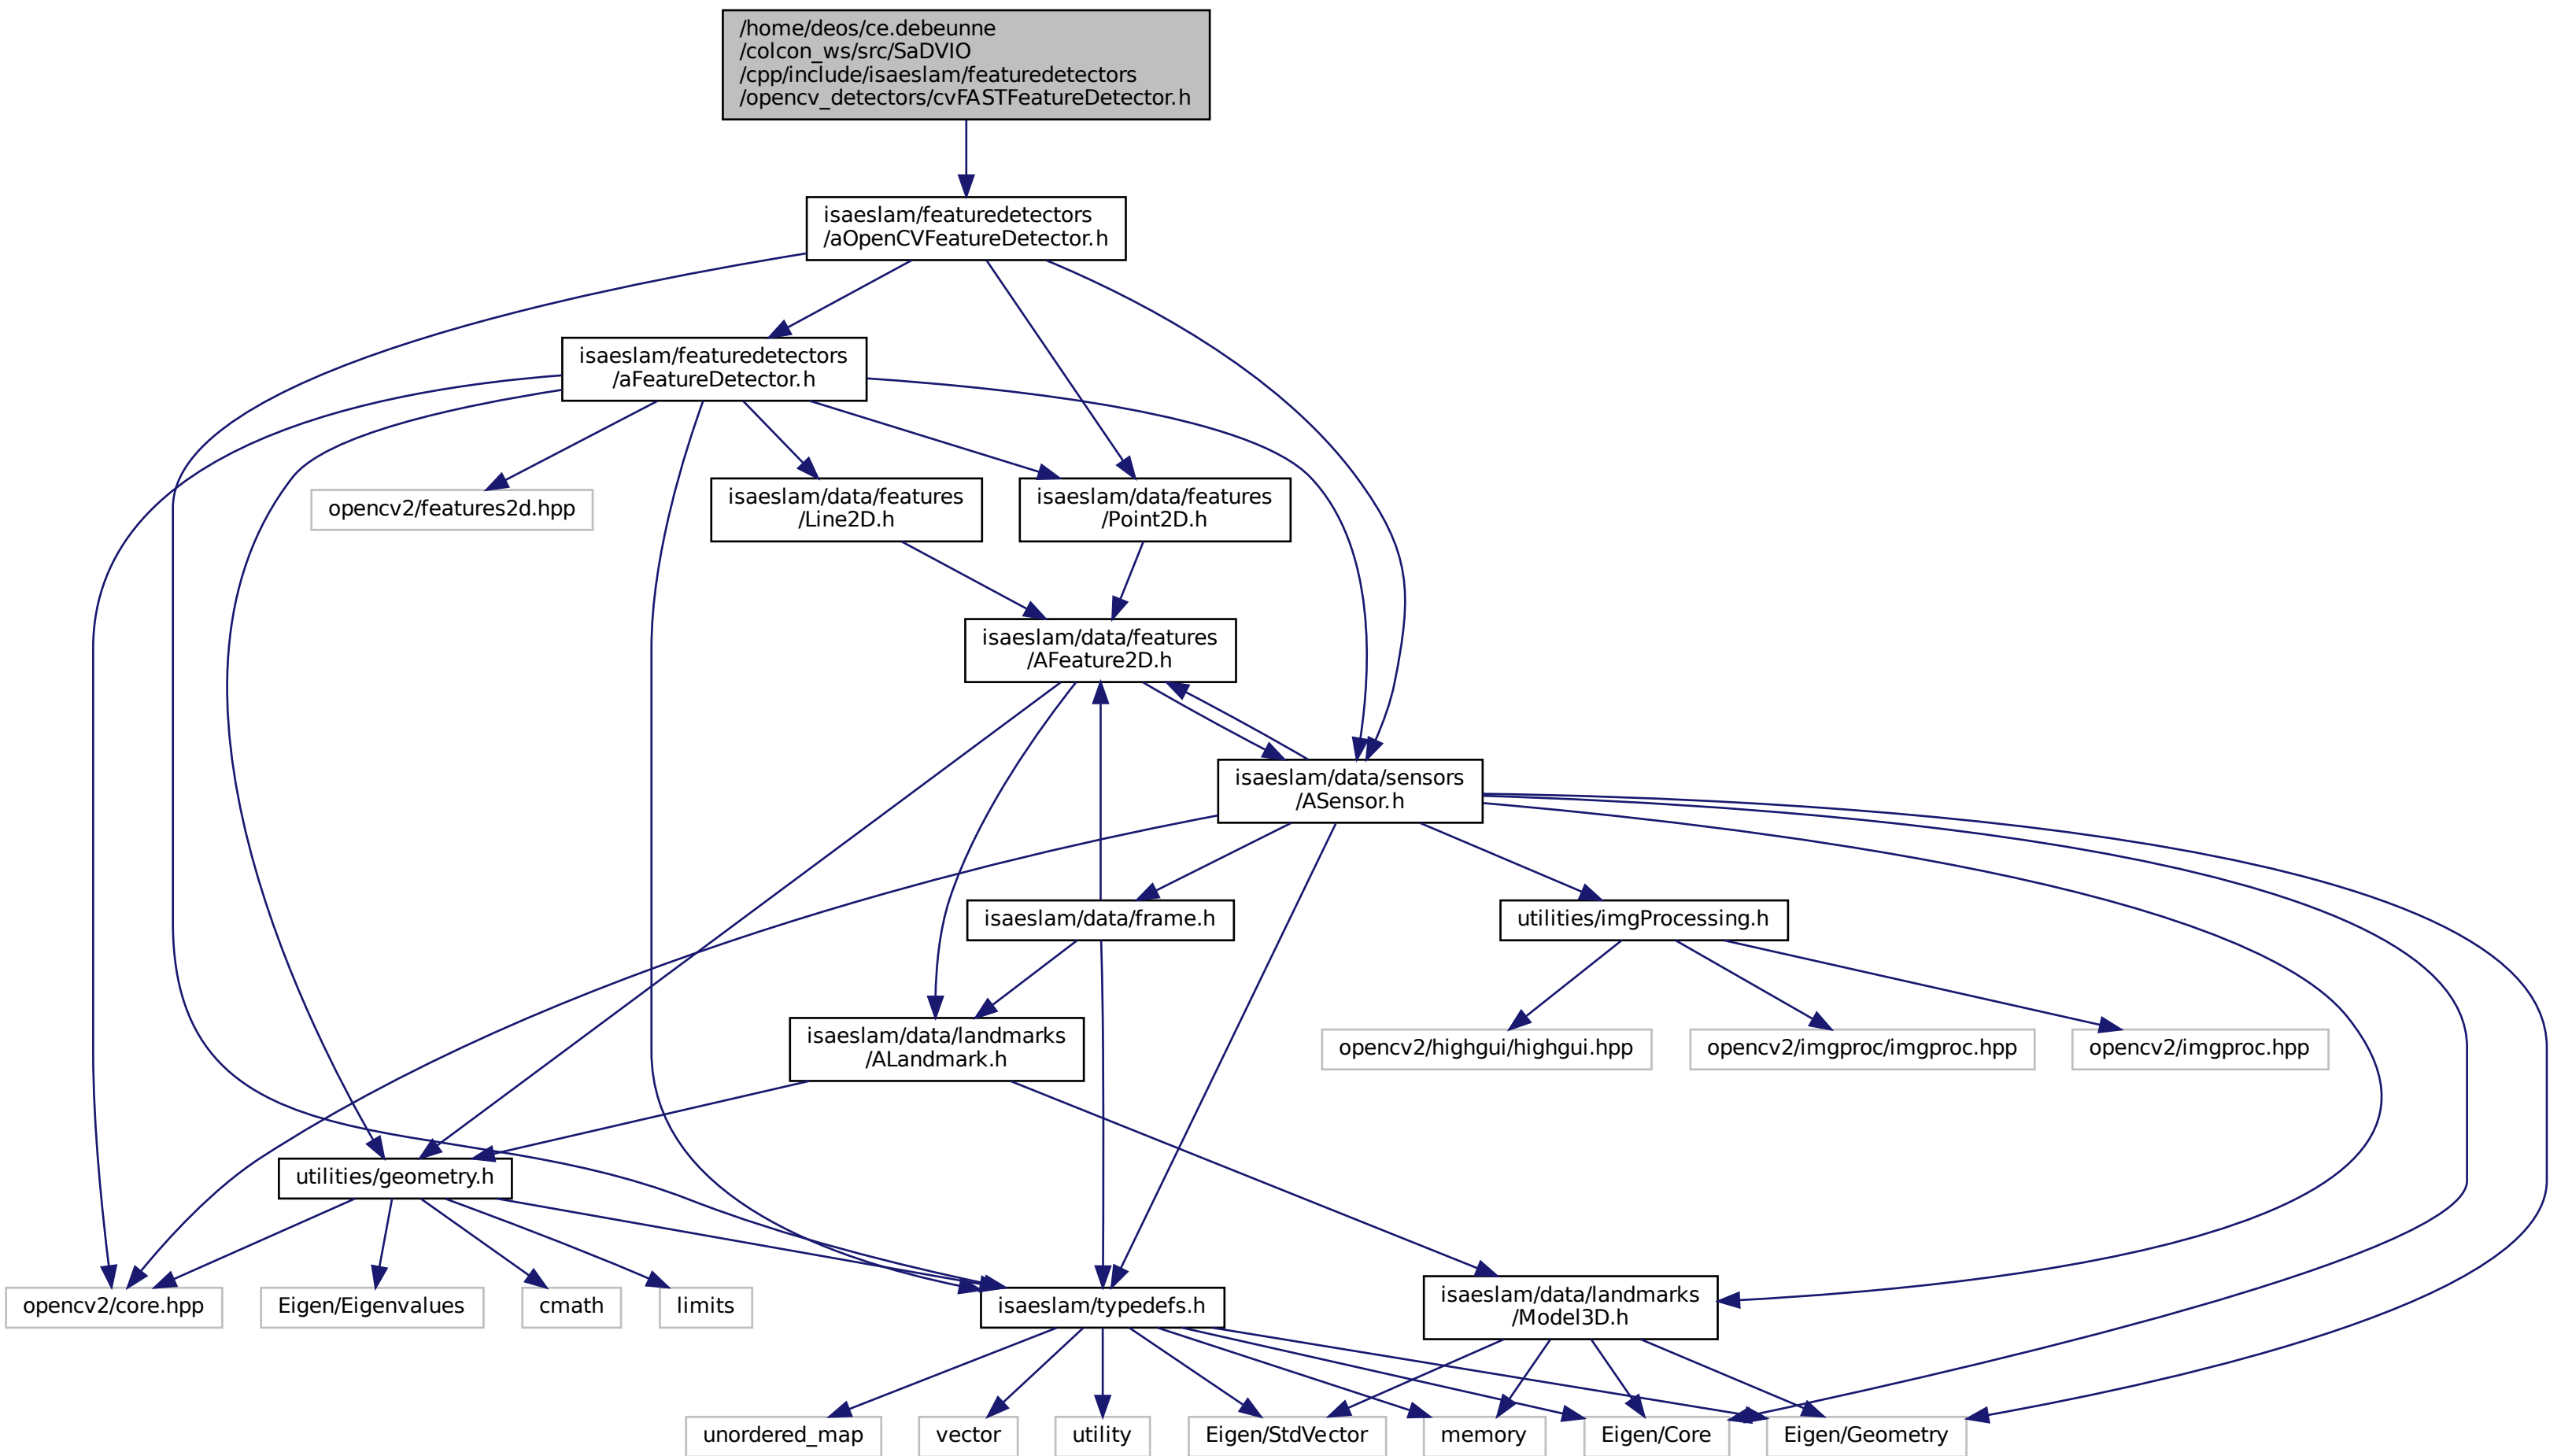 /home/deos/ce.debeunne
/colcon_ws/src/SaDVIO
/cpp/include/isaeslam/featuredetectors
/opencv_detectors/cvFASTFeatureDetector.h
isaeslam/featuredetectors
/aOpenCVFeatureDetector.h
isaeslam/featuredetectors
/aFeatureDetector.h
opencv2/features2d.hpp
isaeslam/data/features
/Line2D.h
isaeslam/data/features
/Point2D.h
isaeslam/data/features
/AFeature2D.h
isaeslam/data/sensors
/ASensor.h
isaeslam/data/frame.h
utilities/imgProcessing.h
isaeslam/data/landmarks
/ALandmark.h
opencv2/highgui/highgui.hpp
opencv2/imgproc/imgproc.hpp
opencv2/imgproc.hpp
utilities/geometry.h
opencv2/core.hpp
Eigen/Eigenvalues
cmath
limits
isaeslam/typedefs.h
isaeslam/data/landmarks
/Model3D.h
unordered_map
vector
utility
Eigen/StdVector
memory
Eigen/Core
Eigen/Geometry